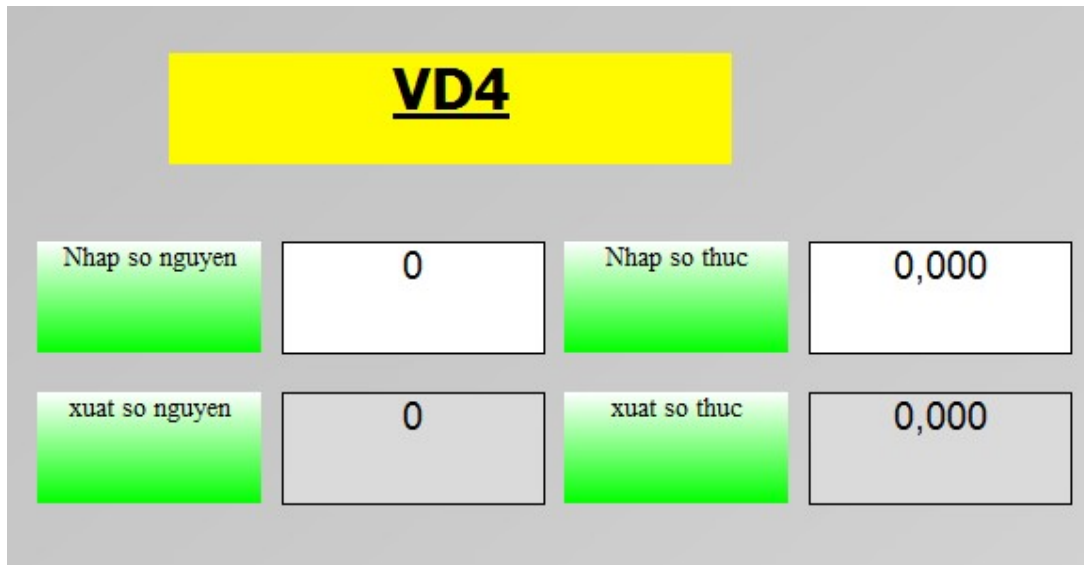 VD4
Nhap so nguyen
0
Nhap so thuc
0,000
xuat so nguyen
0
xuat so thuc
0,000